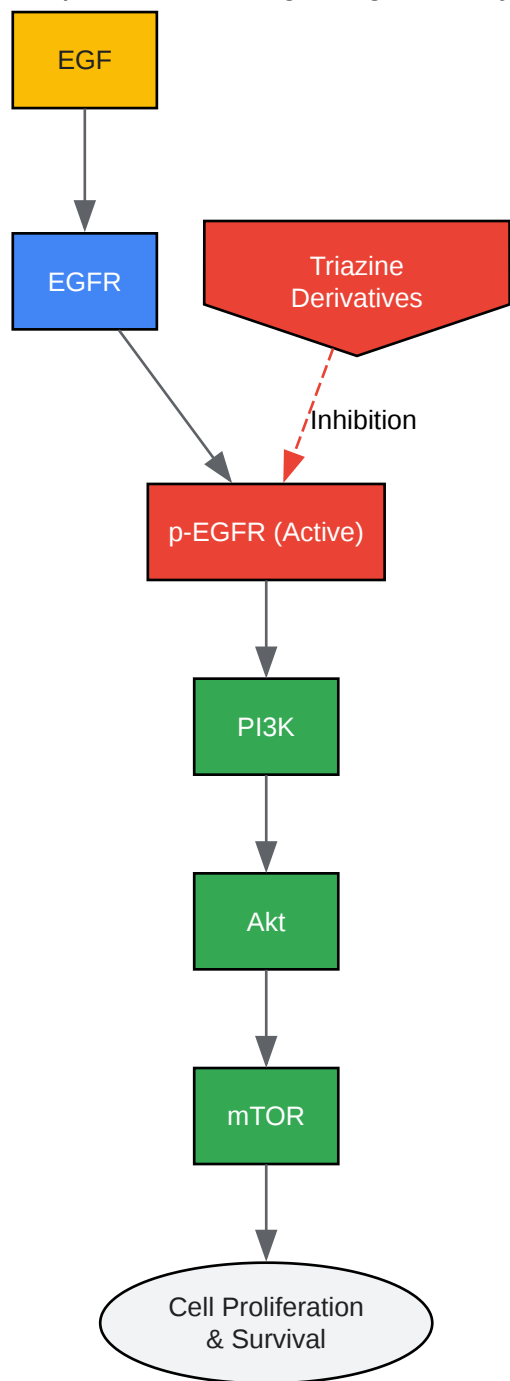 EGF
EGFR
Triazine
Derivatives
Inhibition
p-EGFR (Active)
PI3K
Akt
mTOR
Cell Proliferation
& Survival